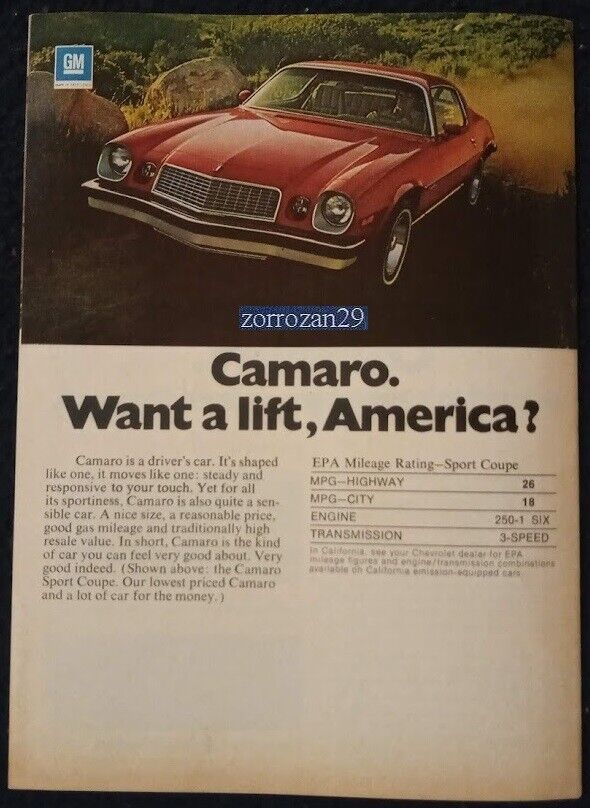 GM
zorrozan29
Camaro.
Want a lift, America?
Camaro is a driver's car. It's shaped
like one, it moves like one: steady and
responsive to your touch. Yet for all
its sportiness, Camaro is also quite a sen-
sible car. A nice size, a reasonable price,
good gas mileage and traditionally high
resale value. In short, Camaro is the kind
of car you can feel very good about. Very
good indeed. (Shown above: the Camaro
Sport Coupe. Our lowest priced Camaro
and a lot of car for the money.)
EPA Mileage Rating—Sport Coupe
MPG—HIGHWAY 26
MPG—CITY 18
ENGINE 250-1 SIX
TRANSMISSION 3-SPEED
In California, see your Chevrolet dealer for EPA
mileage figures and engine/transmission combinations
available on California emission-equipped cars.